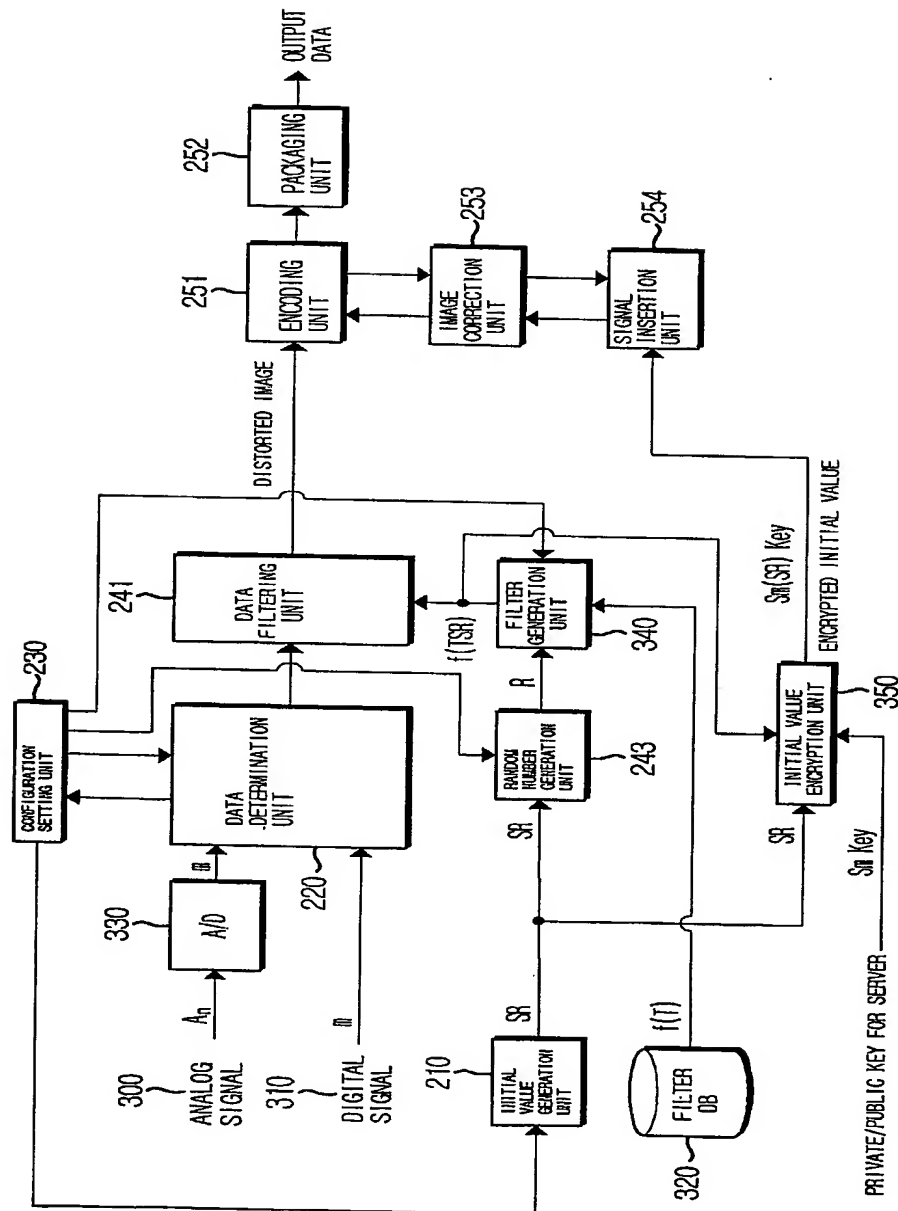 230
CONFIGURATION
SETTING UNIT
300
ANALOG
SIGNAL
An
330
A/D
m
310
DIGITAL
SIGNAL
m
DATA
-DETERMINATION
UNIT
220
241
DATA
FILTERING
UNIT
DISTORTED IMAGE
251
ENCODING
UNIT
252
PACKAGING
UNIT
OUTPUT
DATA
253
IMAGE
CORRECTION
UNIT
254
SIGNAL
INSERTION
UNIT
210
INITIAL VALUE
GENERATION
UNIT
SR
SR
RANDOM
NUMBER
GENERATION
UNIT
243
R
f(TSR)
FILTER
GENERATION
UNIT
340
320
FILTER
DB
f(T)
SR
INITIAL VALUE
ENCRYPTION UNIT
350
Sm(SR) Key
ENCRYPTED INITIAL VALUE
Sm Key
PRIVATE/PUBLIC KEY FOR SERVER